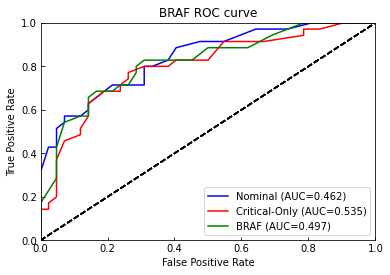 BRAF ROC curve
True Positive Rate
1.0
0.8
0.6
0.4
0.2
0.0
0.0 0.2 0.4 0.6 0.8 1.0
False Positive Rate
Nominal (AUC=0.462)
Critical-Only (AUC=0.535)
BRAF (AUC=0.497)